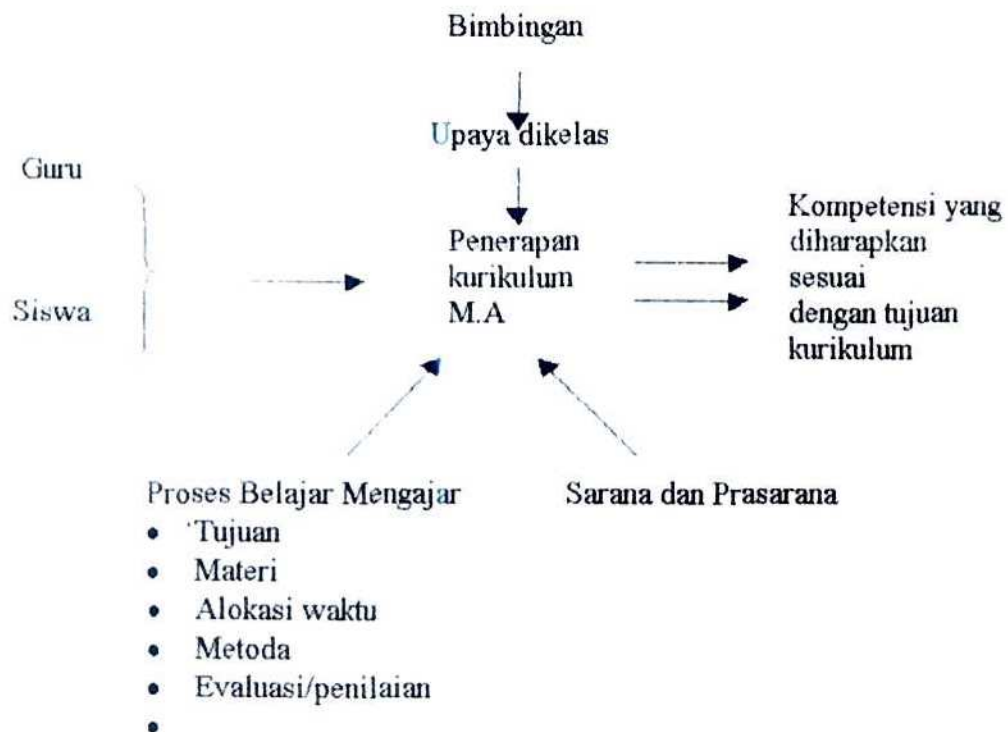 Bimbingan
Upaya dikelas
Guru
Siswa
Penerapan
kurikulum
M.A
Kompetensi yang
diharapkan
sesuai
dengan tujuan
kurikulum
Proses Belajar Mengajar
• Tujuan
• Materi
• Alokasi waktu
• Metoda
• Evaluasi/penilaian
•
Sarana dan Prasarana